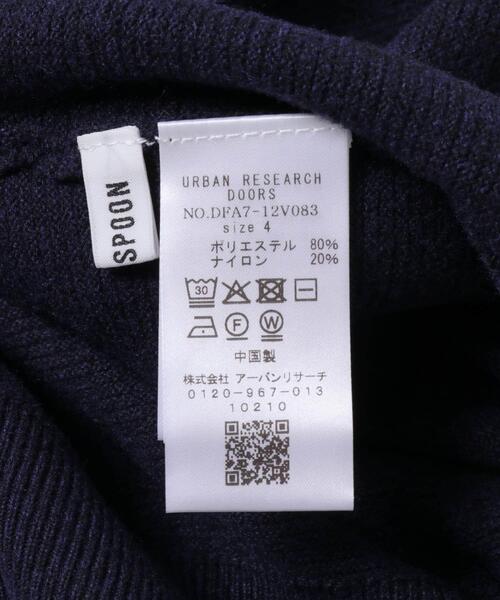 SPOON
URBAN RESEARCH
DOORS
NO.DFA7-12V083
size 4
ポリエステル 80%
ナイロン 20%
30
F W
中国製
株式会社 アーバンリサーチ
0120-967-013
10210